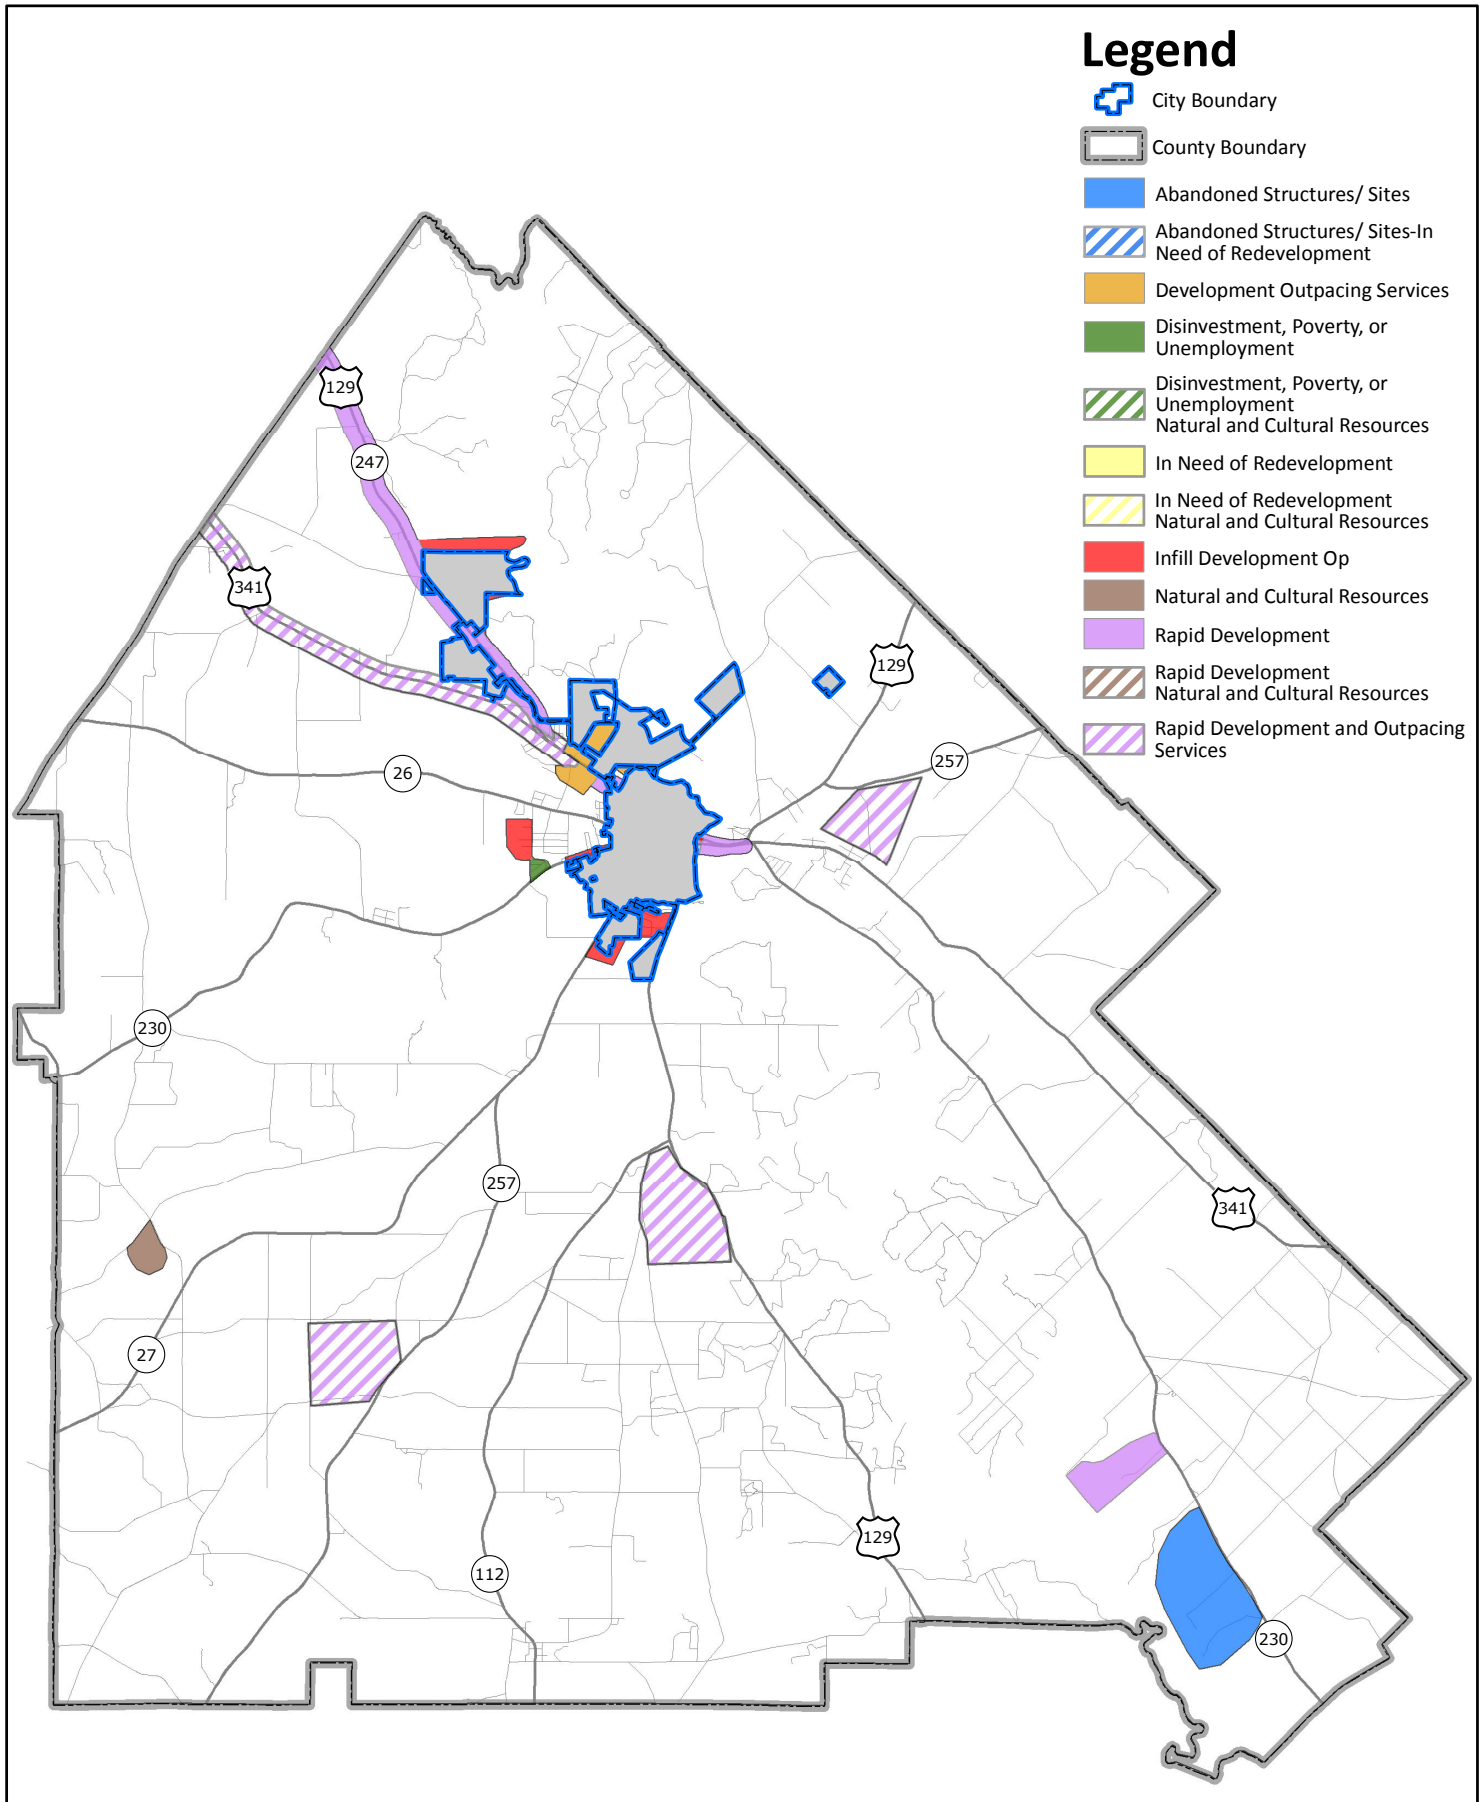 Legend
City Boundary
County Boundary
Abandoned Structures/ Sites
Abandoned Structures/ Sites-In
Need of Redevelopment
Development Outpacing Services
Disinvestment, Poverty, or
Unemployment
Disinvestment, Poverty, or
Unemployment
Natural and Cultural Resources
In Need of Redevelopment
In Need of Redevelopment
Natural and Cultural Resources
Infill Development Op
Natural and Cultural Resources
Rapid Development
Rapid Development
Natural and Cultural Resources
Rapid Development and Outpacing
Services
129
247
341
129
257
26
230
257
341
27
129
112
230